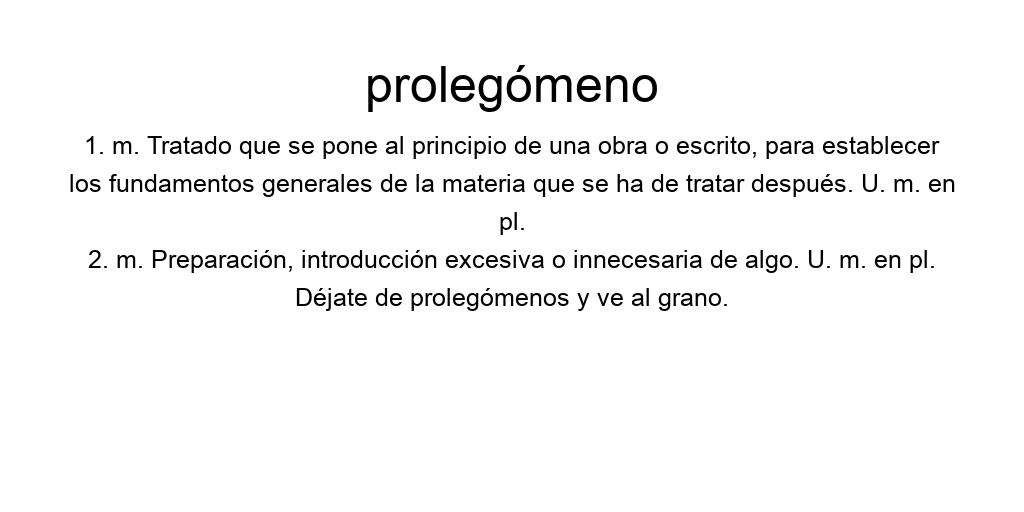 prolegómeno
1. m. Tratado que se pone al principio de una obra o escrito, para establecer
los fundamentos generales de la materia que se ha de tratar después. U. m. en
pl.
2. m. Preparación, introducción excesiva o innecesaria de algo. U. m. en pl.
Déjate de prolegómenos y ve al grano.